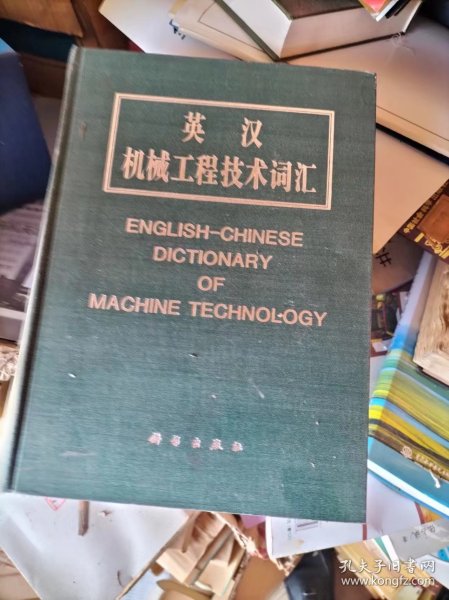 英 汉
机械工程技术词汇
ENGLISH-CHINESE
DICTIONARY
OF
MACHINE TECHNOLOGY
科学出版社
孔夫子旧书网
www.kongfz.com